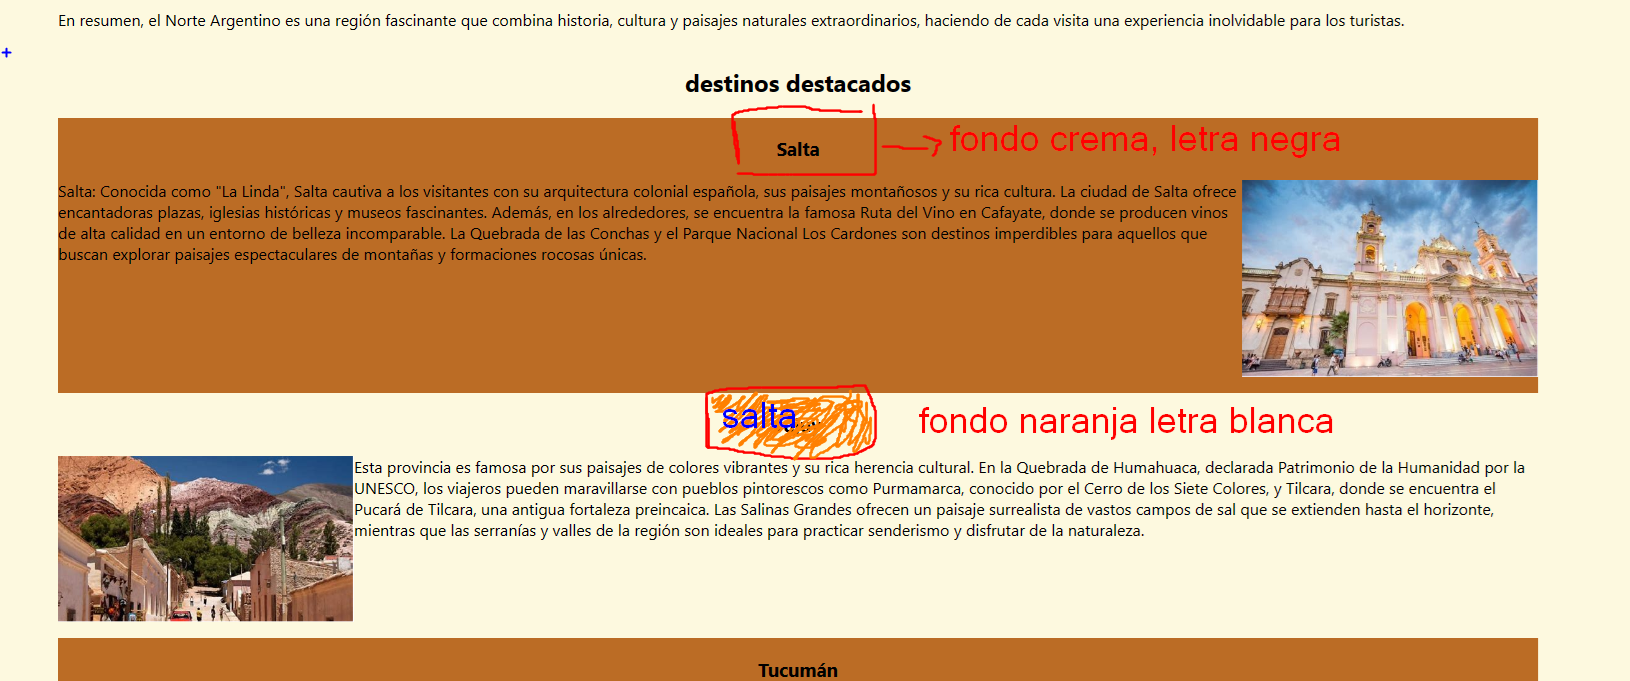 En resumen, el Norte Argentino es una región fascinante que combina historia, cultura y paisajes naturales extraordinarios, haciendo de cada visita una experiencia inolvidable para los turistas.
+
destinos destacados
Salta
fondo crema, letra negra
Salta: Conocida como "La Linda", Salta cautiva a los visitantes con su arquitectura colonial española, sus paisajes montañosos y su rica cultura. La ciudad de Salta ofrece
encantadoras plazas, iglesias históricas y museos fascinantes. Además, en los alrededores, se encuentra la famosa Ruta del Vino en Cafayate, donde se producen vinos
de alta calidad en un entorno de belleza incomparable. La Quebrada de las Conchas y el Parque Nacional Los Cardones son destinos imperdibles para aquellos que
buscan explorar paisajes espectaculares de montañas y formaciones rocosas únicas.
salta
fondo naranja letra blanca
Esta provincia es famosa por sus paisajes de colores vibrantes y su rica herencia cultural. En la Quebrada de Humahuaca, declarada Patrimonio de la Humanidad por la
UNESCO, los viajeros pueden maravillarse con pueblos pintorescos como Purmamarca, conocido por el Cerro de los Siete Colores, y Tilcara, donde se encuentra el
Pucará de Tilcara, una antigua fortaleza preincaica. Las Salinas Grandes ofrecen un paisaje surrealista de vastos campos de sal que se extienden hasta el horizonte,
mientras que las serranías y valles de la región son ideales para practicar senderismo y disfrutar de la naturaleza.
Tucumán